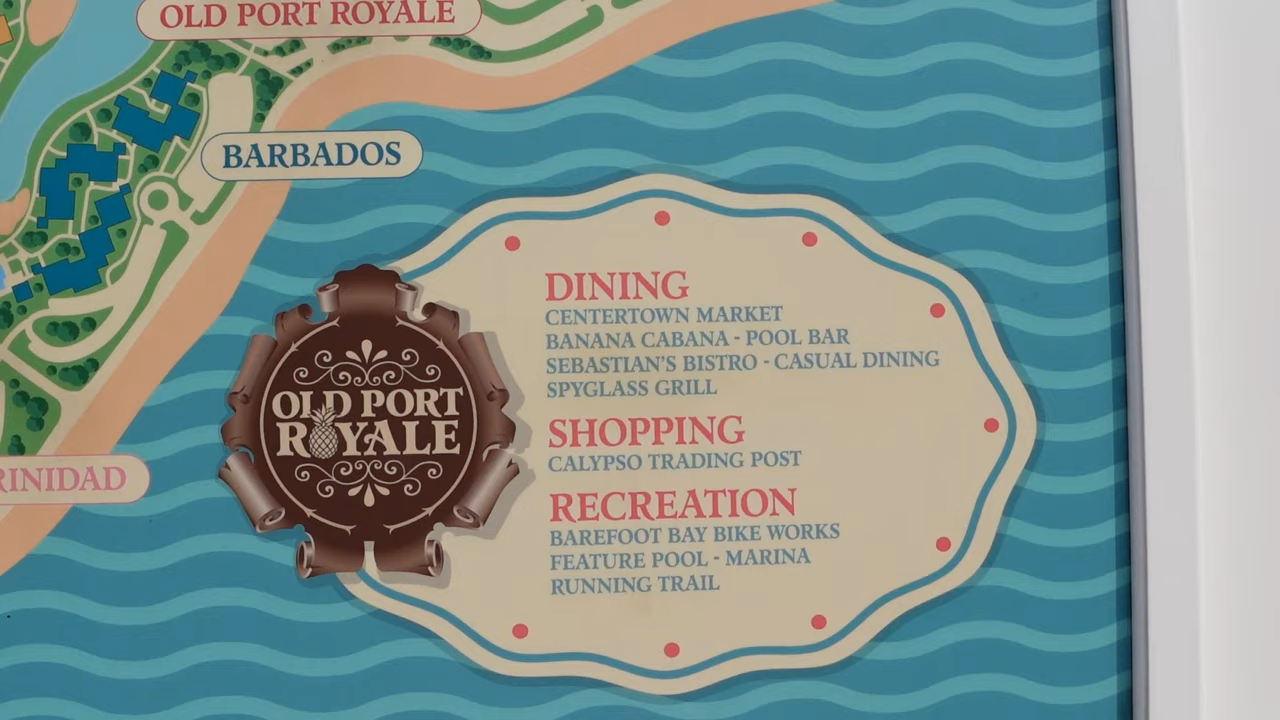 OLD PORT ROYALE
BARBADOS
RINIDAD
OLD PORT
ROYALE
DINING
CENTERTOWN MARKET
BANANA CABANA - POOL BAR
SEBASTIAN'S BISTRO - CASUAL DINING
SPYGLASS GRILL
SHOPPING
CALYPSO TRADING POST
RECREATION
BAREFOOT BAY BIKE WORKS
FEATURE POOL - MARINA
RUNNING TRAIL